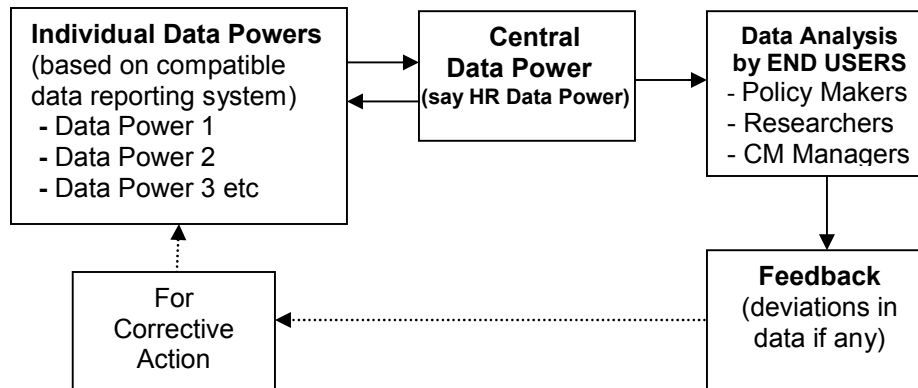 Individual Data Powers
(based on compatible
data reporting system)
- Data Power 1
- Data Power 2
- Data Power 3 etc
Central
Data Power
(say HR Data Power)
Data Analysis
by END USERS
- Policy Makers
- Researchers
- CM Managers
Feedback
(deviations in
data if any)
For
Corrective
Action